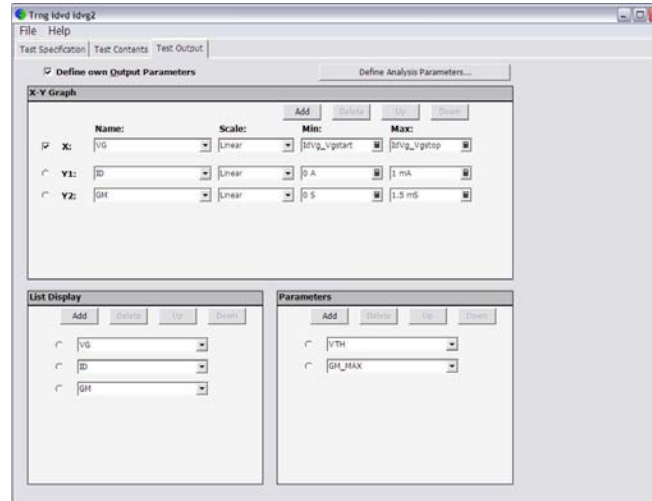 Trng Idvd Idvg2
File Help
Test Specification Test Contents Test Output
Define own Output Parameters
Define Analysis Parameters...
X-Y Graph
Add Delete Up Down
Name: Scale: Min: Max:
X: VG Linear IdVg_Vgstart IdVg_Vgstop
Y1: ID Linear 0 A 1 mA
Y2: GM Linear 0 S 1.5 mS
List Display
Add Delete Up Down
VG
ID
GM
Parameters
Add Delete Up Down
VTH
GM_MAX